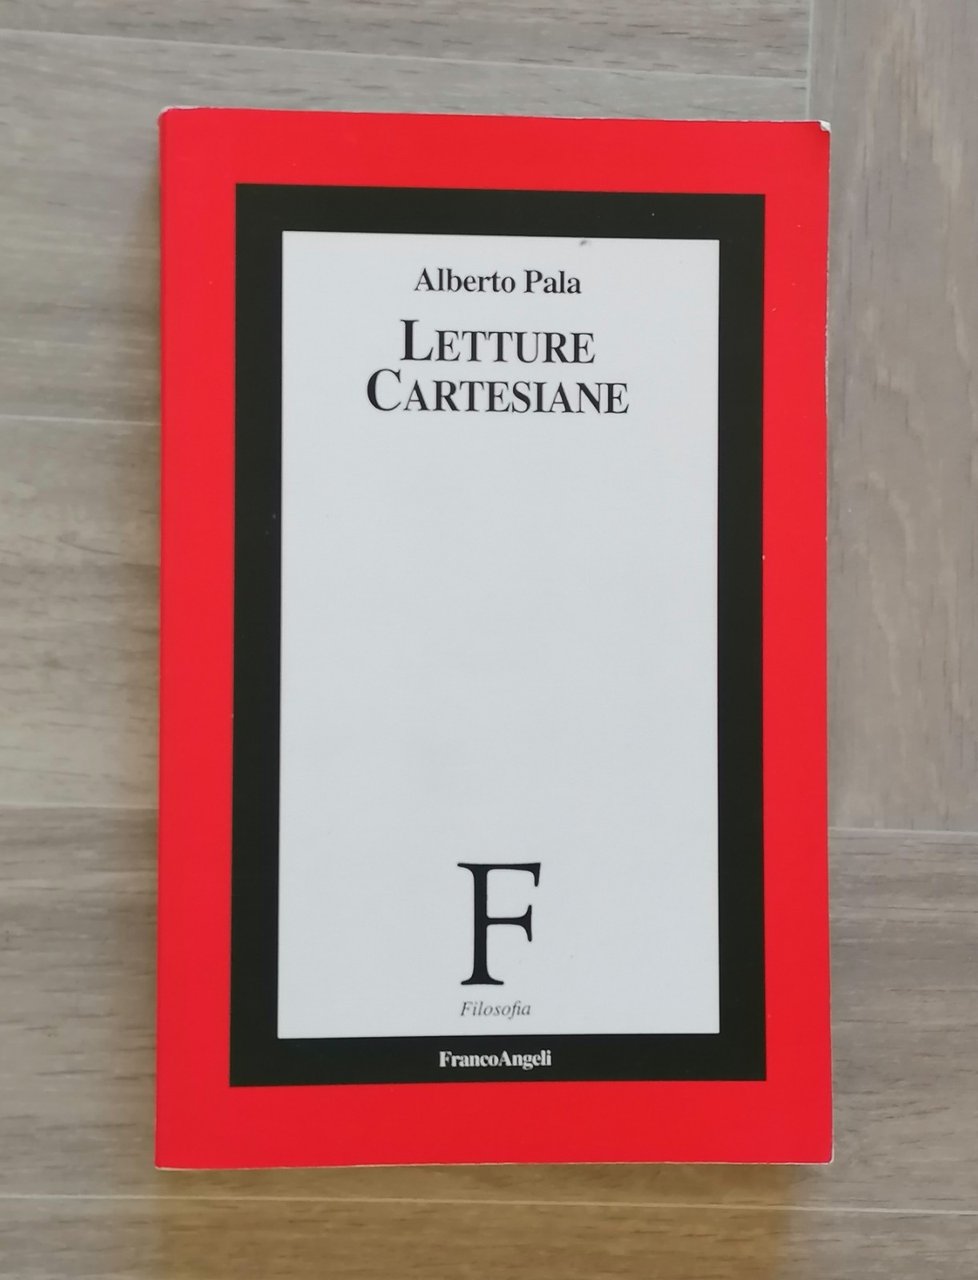 Alberto Pala
LETTURE
CARTESIANE
F
Filosofia
FrancoAngeli